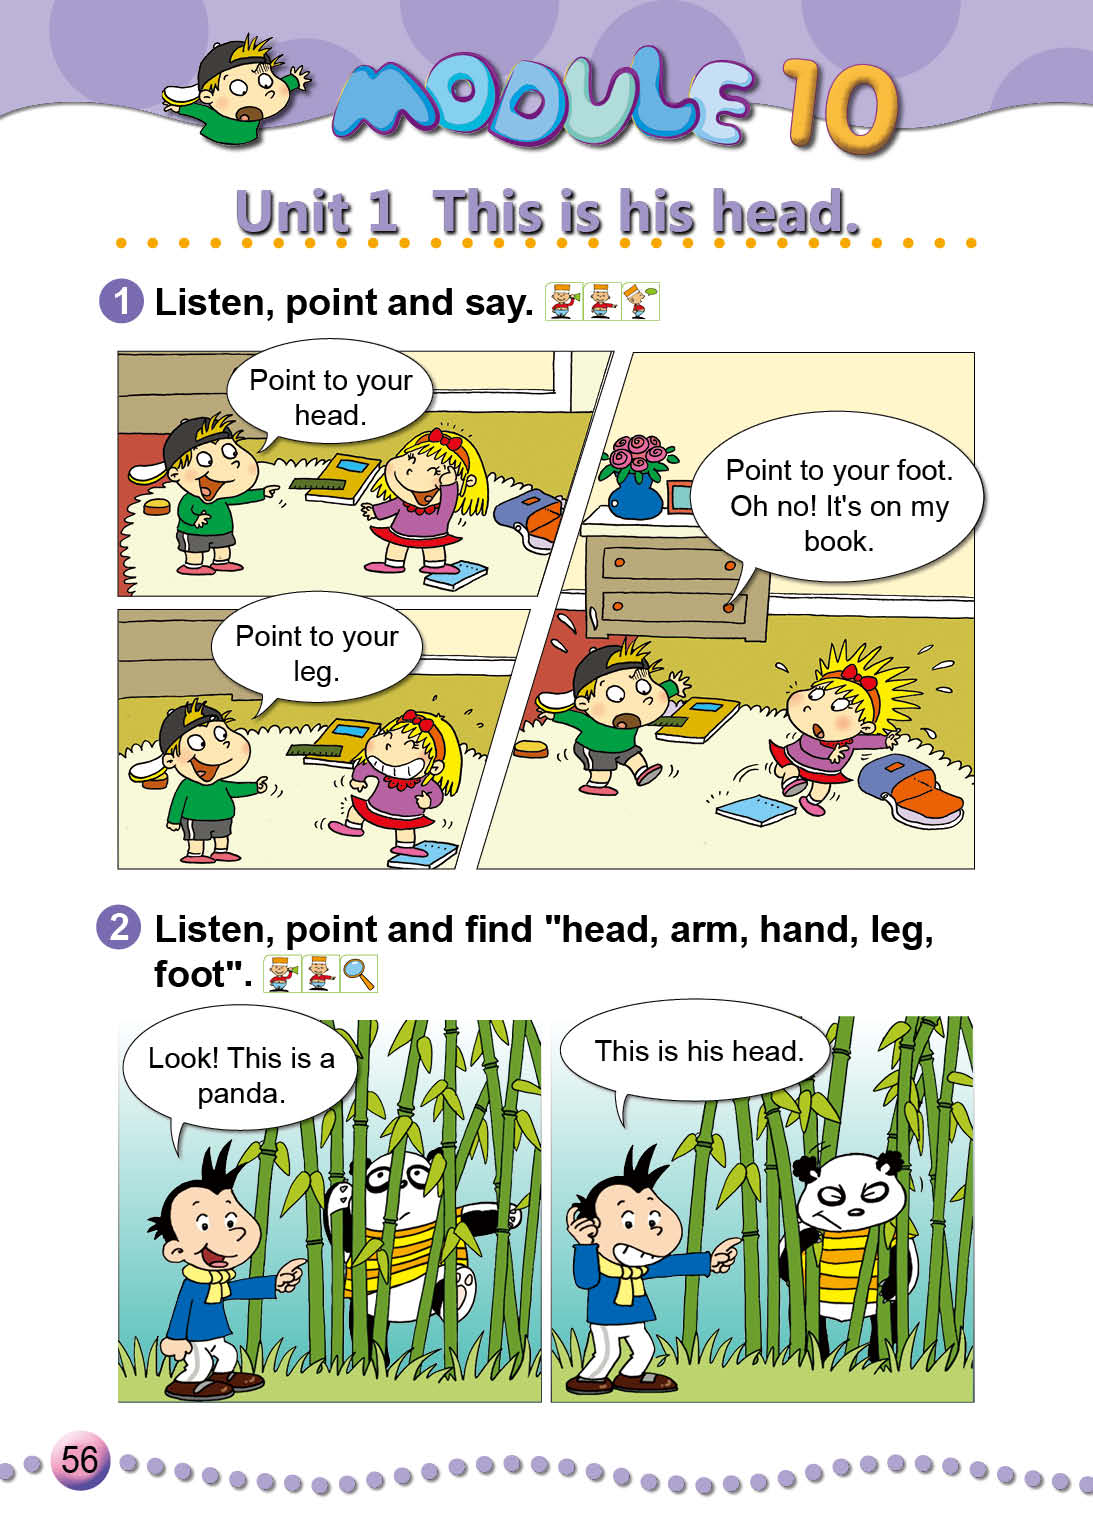 MODULE 10
Unit 1 This is his head.
1 Listen, point and say.
Point to your
head.
Point to your
leg.
Point to your foot.
Oh no! It's on my
book.
2 Listen, point and find "head, arm, hand, leg,
foot".
Look! This is a
panda.
This is his head.
56